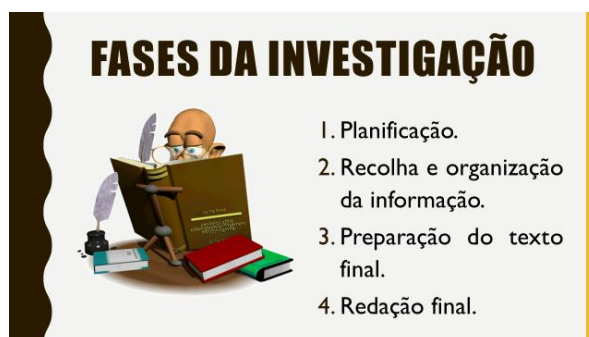 FASES DA INVESTIGAÇÃO
1. Planificação.
2. Recolha e organização
da informação.
3. Preparação do texto
final.
4. Redação final.